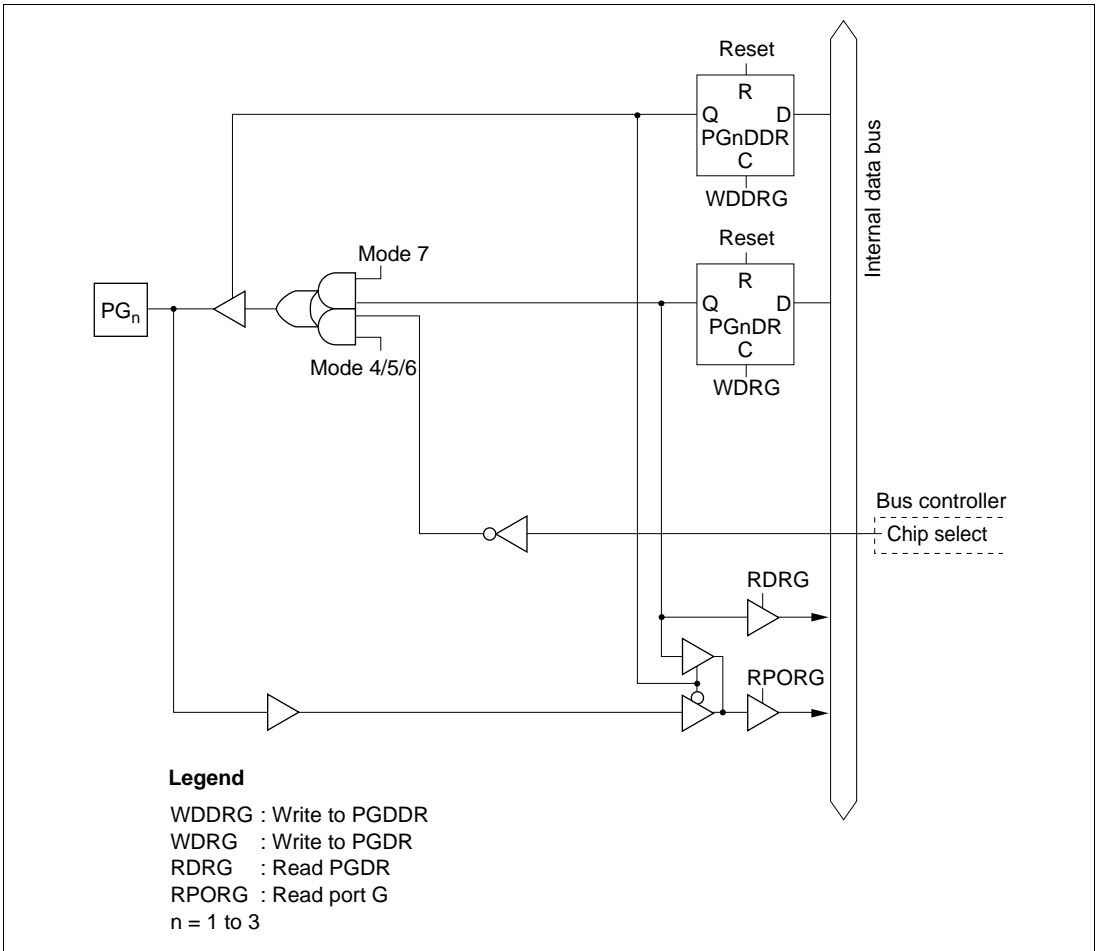 Reset
R
Q D
PGnDDR
C
WDDRG
Internal data bus
Reset
R
Q D
PGnDR
C
WDRG
Mode 7
PGn
Mode 4/5/6
Bus controller
Chip select
RDRG
RPORG
Legend
WDDRG : Write to PGDDR
WDRG : Write to PGDR
RDRG : Read PGDR
RPORG : Read port G
n = 1 to 3